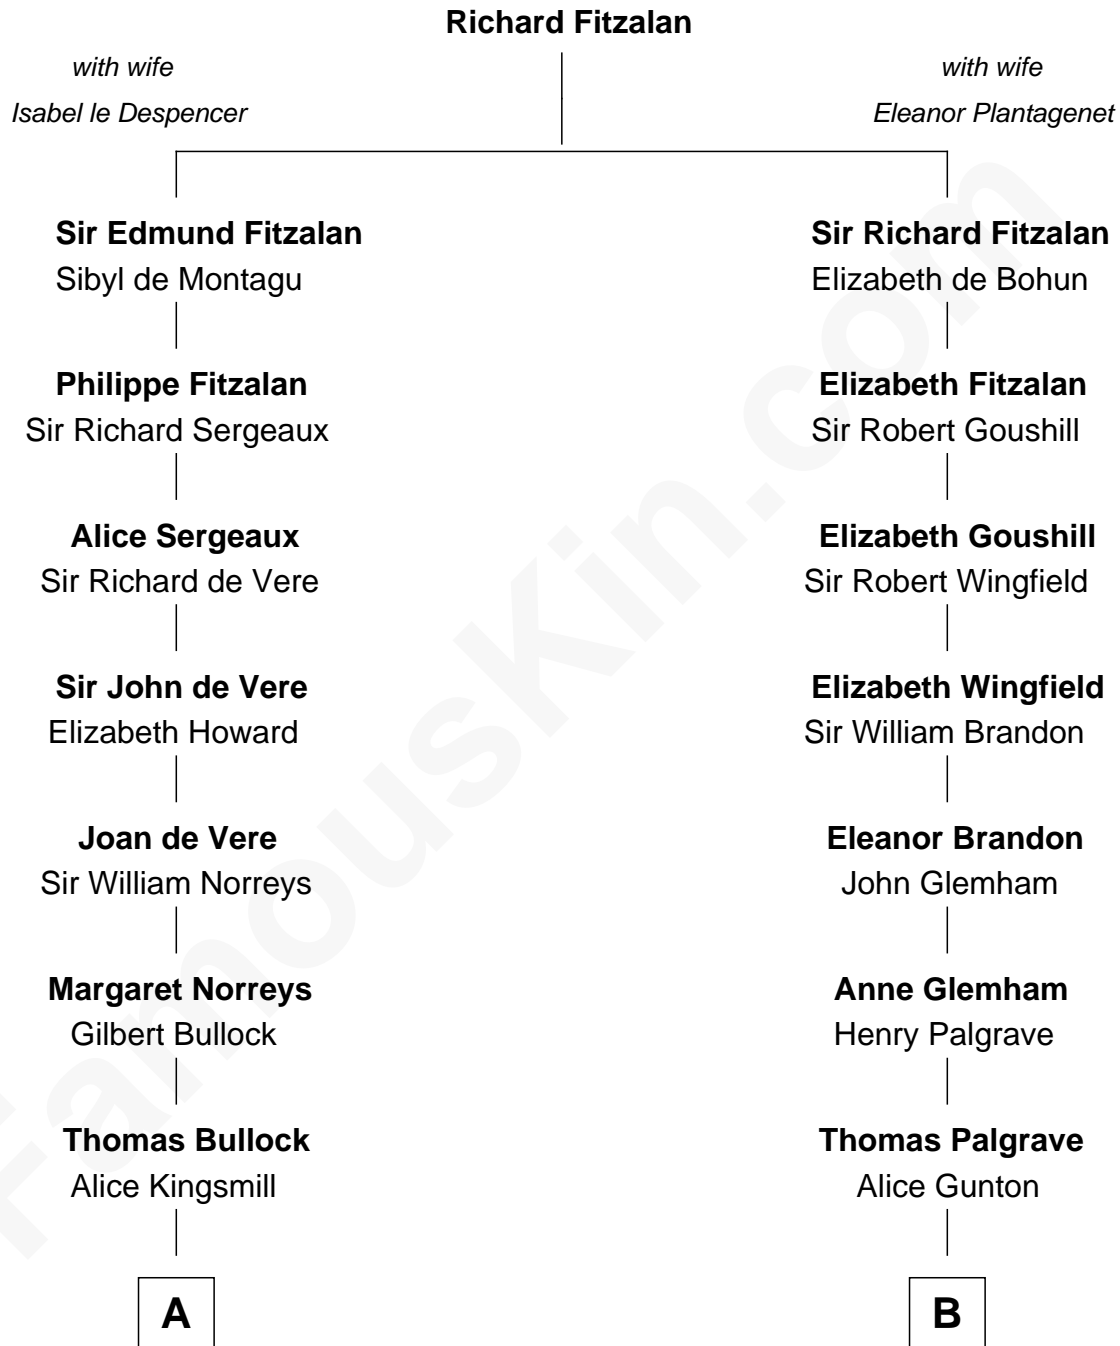 Richard Fitzalan
with wife
Isabel le Despencer
with wife
Eleanor Plantagenet
Sir Edmund Fitzalan
Sibyl de Montagu
Sir Richard Fitzalan
Elizabeth de Bohun
Philippe Fitzalan
Sir Richard Sergeaux
Elizabeth Fitzalan
Sir Robert Goushill
Alice Sergeaux
Sir Richard de Vere
Elizabeth Goushill
Sir Robert Wingfield
Sir John de Vere
Elizabeth Howard
Elizabeth Wingfield
Sir William Brandon
Joan de Vere
Sir William Norreys
Eleanor Brandon
John Glemham
Margaret Norreys
Gilbert Bullock
Anne Glemham
Henry Palgrave
Thomas Bullock
Alice Kingsmill
Thomas Palgrave
Alice Gunton
A
B
FamousKin.com